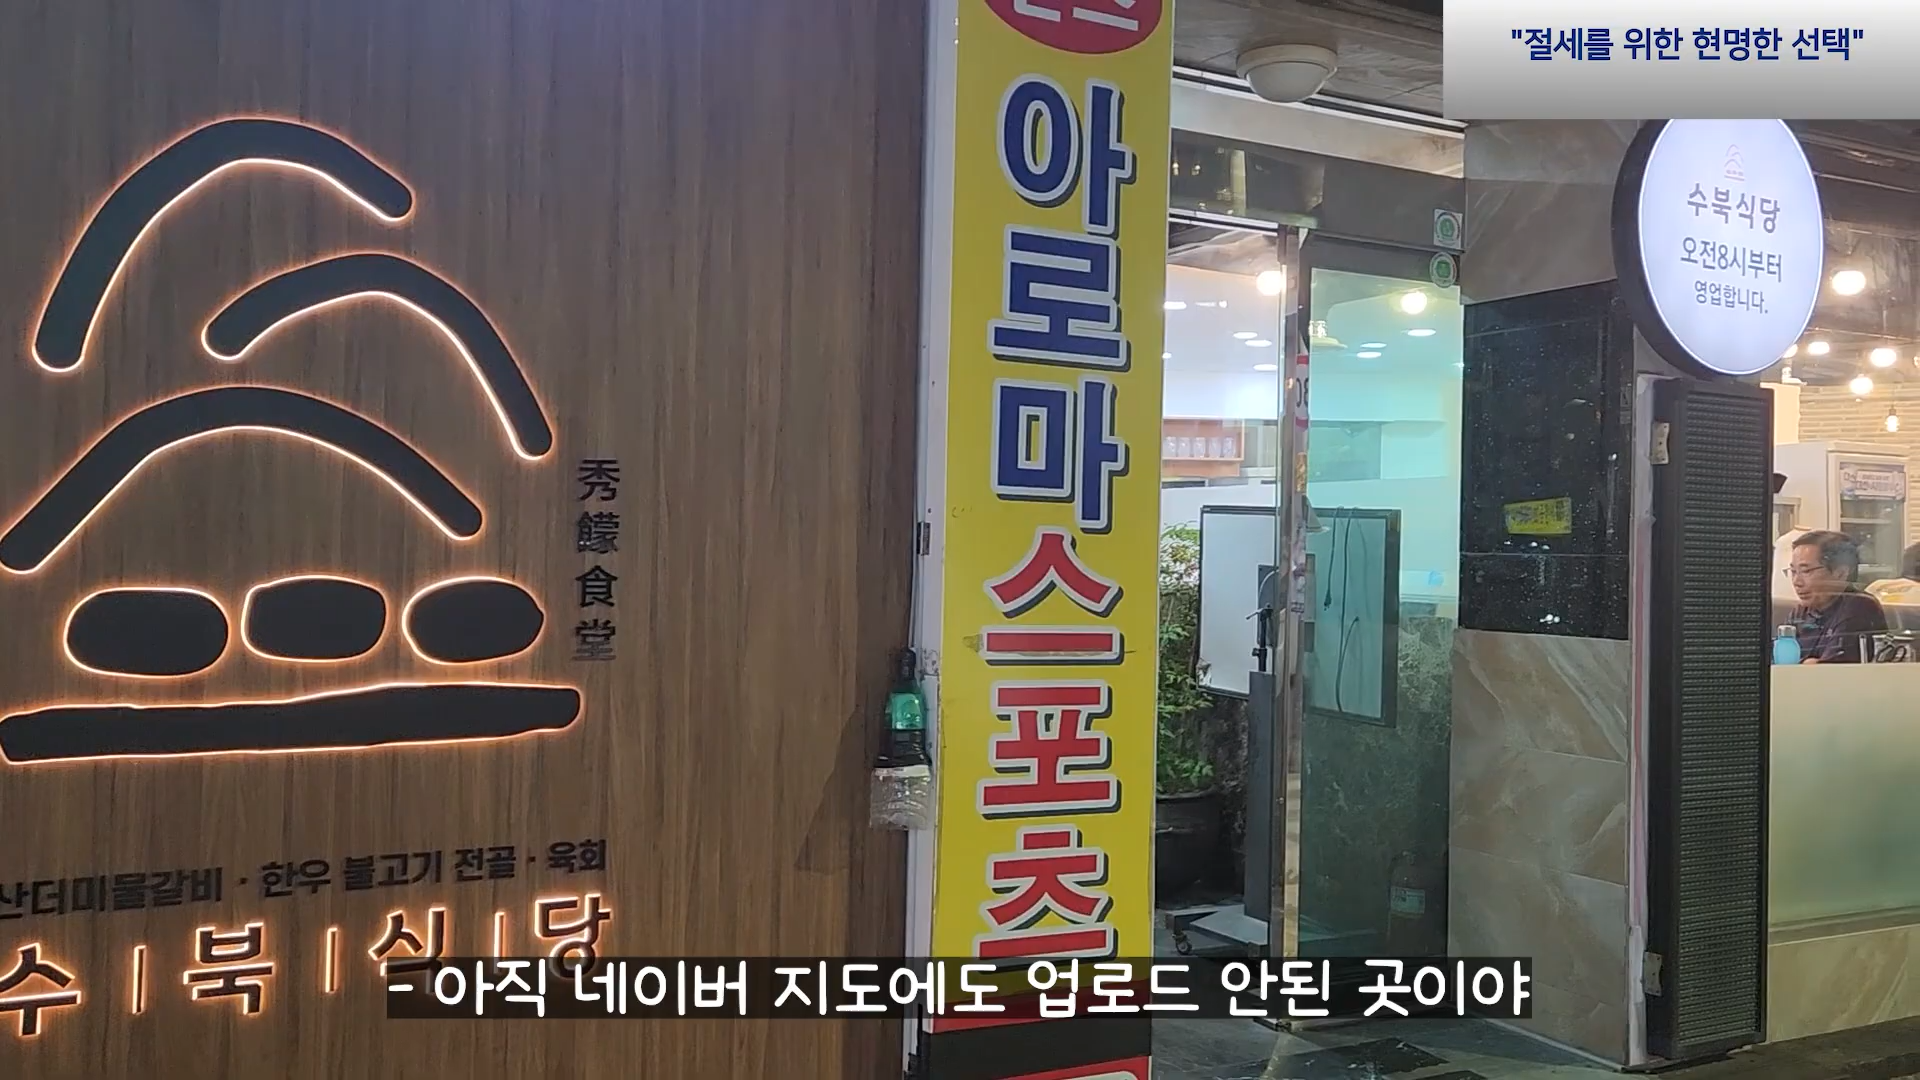 "절세를 위한 현명한 선택"
아로마스포츠
수북식당
오전8시부터
영업합니다.
秀饛食堂
산더미물갈비 · 한우 불고기 전골 · 육회
수 | 북 | 식 | 당
- 아직 네이버 지도에도 업로드 안된 곳이야